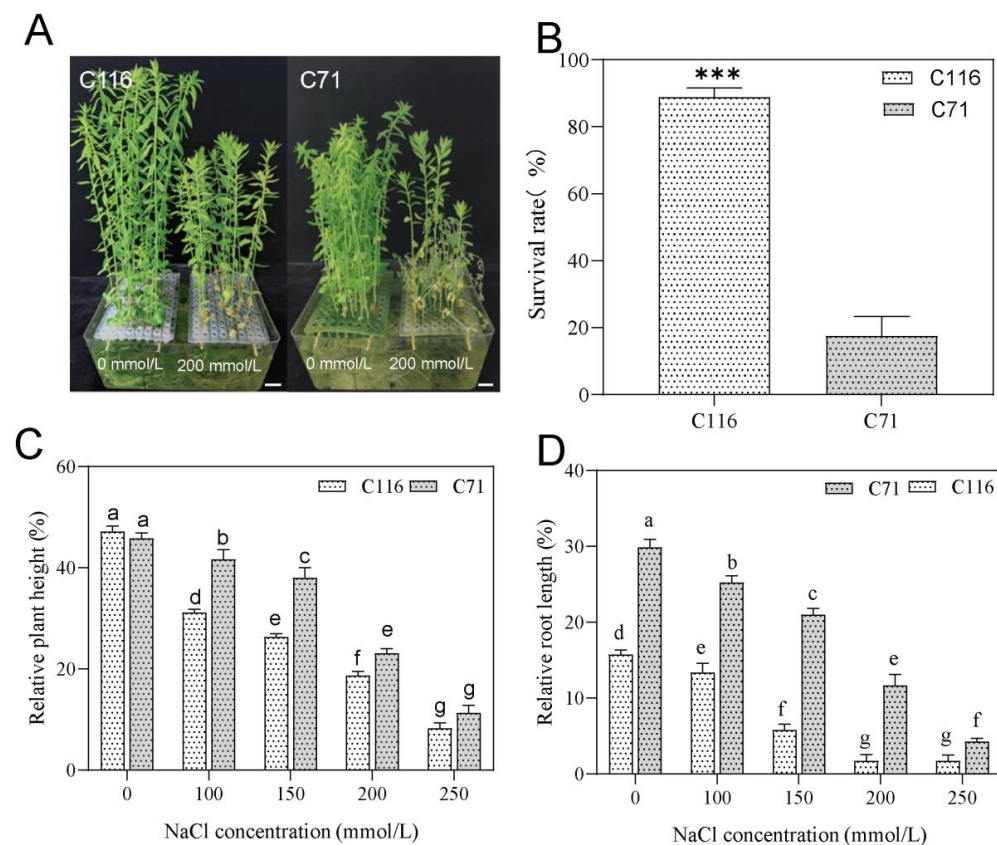 A
C116
C71
0 mmol/L
200 mmol/L
0 mmol/L
200 mmol/L
B
***
C116
C71
100
80
60
40
20
0
Survival rate( %)
C116
C71
C
C116
C71
60
40
20
0
Relative plant height (%)
a
a
d
b
e
c
f
e
g
g
0
100
150
200
250
NaCl concentration (mmol/L)
D
C71
C116
40
30
20
10
0
Relative root length (%)
d
a
e
b
f
c
g
e
g
f
0
100
150
200
250
NaCl concentration (mmol/L)